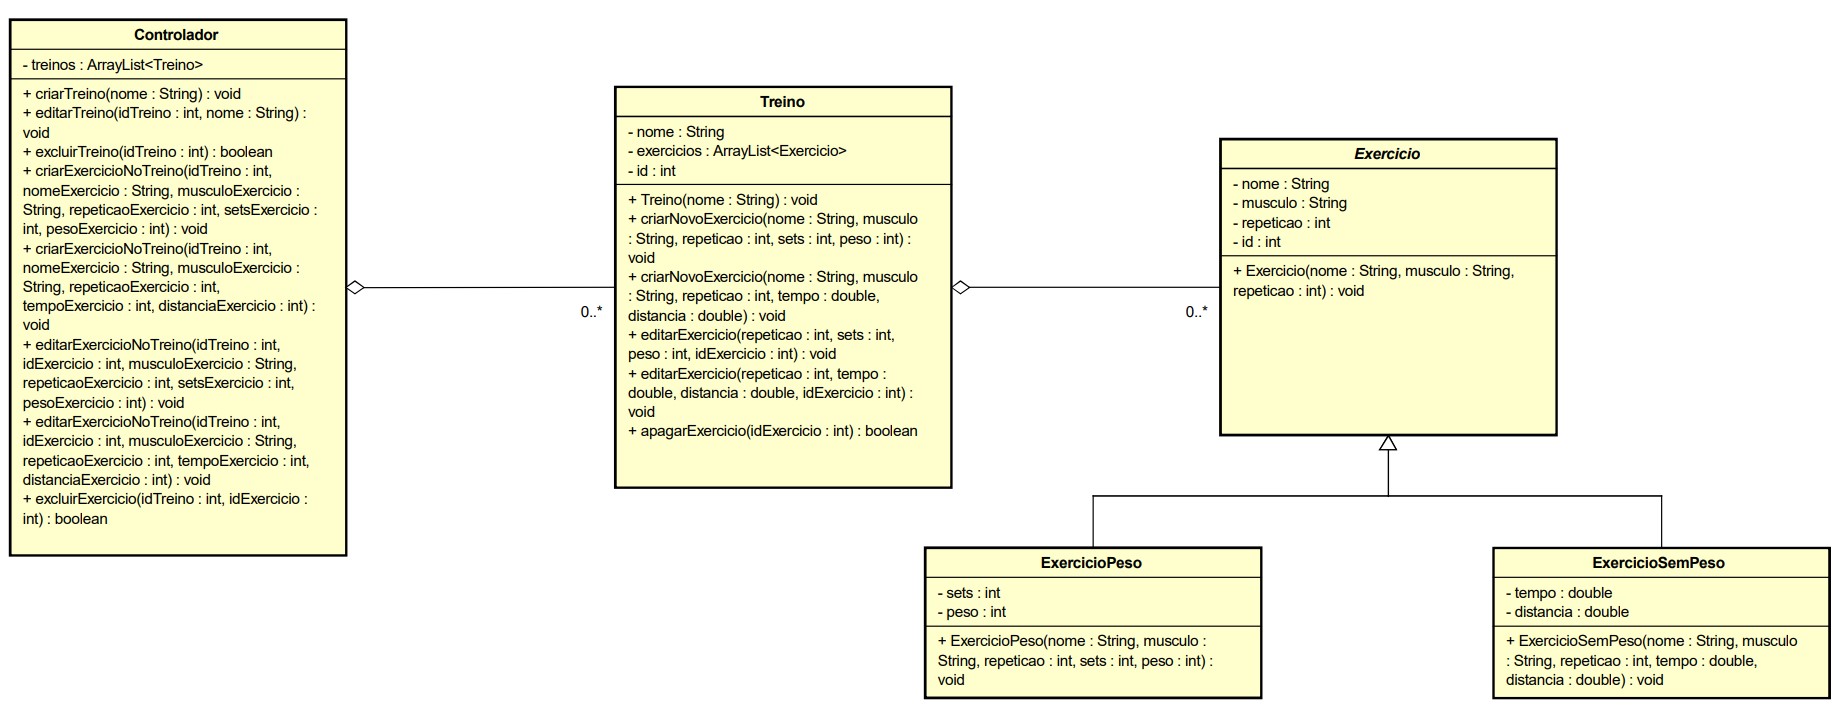 Controlador
- treinos : ArrayList<Treino>
+ criarTreino(nome : String) : void
+ editarTreino(idTreino : int, nome : String) :
void
+ excluirTreino(idTreino : int) : boolean
+ criarExercicioNoTreino(idTreino : int,
nomeExercicio : String, musculoExercicio :
String, repeticaoExercicio : int, setsExercicio :
int, pesoExercicio : int) : void
+ criarExercicioNoTreino(idTreino : int,
nomeExercicio : String, musculoExercicio :
String, repeticaoExercicio : int,
tempoExercicio : int, distanciaExercicio : int) :
void
+ editarExercicioNoTreino(idTreino : int,
idExercicio : int, musculoExercicio : String,
repeticaoExercicio : int, setsExercicio : int,
pesoExercicio : int) : void
+ editarExercicioNoTreino(idTreino : int,
idExercicio : int, musculoExercicio : String,
repeticaoExercicio : int, tempoExercicio : int,
distanciaExercicio : int) : void
+ excluirExercicio(idTreino : int, idExercicio :
int) : boolean
0..*
Treino
- nome : String
- exercicios : ArrayList<Exercicio>
- id : int
+ Treino(nome : String) : void
+ criarNovoExercicio(nome : String, musculo
: String, repeticao : int, sets : int, peso : int) :
void
+ criarNovoExercicio(nome : String, musculo
: String, repeticao : int, tempo : double,
distancia : double) : void
+ editarExercicio(repeticao : int, sets : int,
peso : int, idExercicio : int) : void
+ editarExercicio(repeticao : int, tempo :
double, distancia : double, idExercicio : int) :
void
+ apagarExercicio(idExercicio : int) : boolean
0..*
Exercicio
- nome : String
- musculo : String
- repeticao : int
- id : int
+ Exercicio(nome : String, musculo : String,
repeticao : int) : void
ExercicioPeso
- sets : int
- peso : int
+ ExercicioPeso(nome : String, musculo :
String, repeticao : int, sets : int, peso : int) :
void
ExercicioSemPeso
- tempo : double
- distancia : double
+ ExercicioSemPeso(nome : String, musculo
: String, repeticao : int, tempo : double,
distancia : double) : void